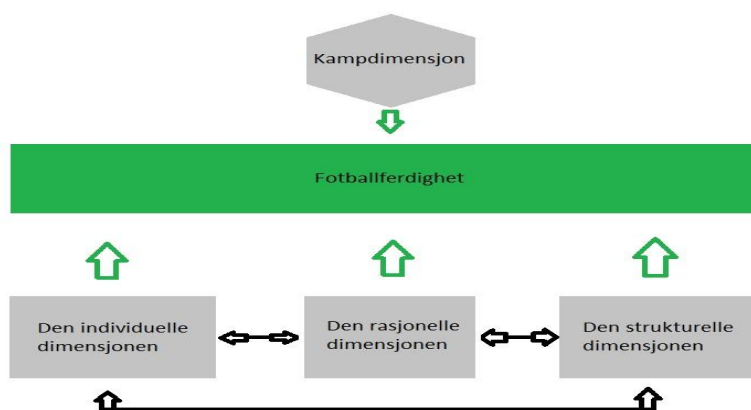 Kampdimensjon
Fotballferdighet
Den individuelle
dimensjonen
Den rasjonelle
dimensjonen
Den strukturelle
dimensjonen